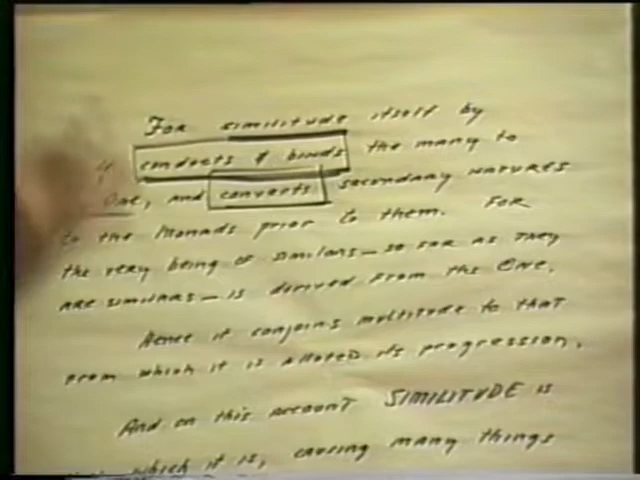 For similitude itself by
conducts & binds the many to
One, and converts secondary natures
to the Monads prior to them. For
the very being of similars—so far as They
are similars—is derived from the One.
Hence it conjoins multitude to that
from which it is allotted its progression.
And on this account SIMILITUDE is
which it is, causing many things